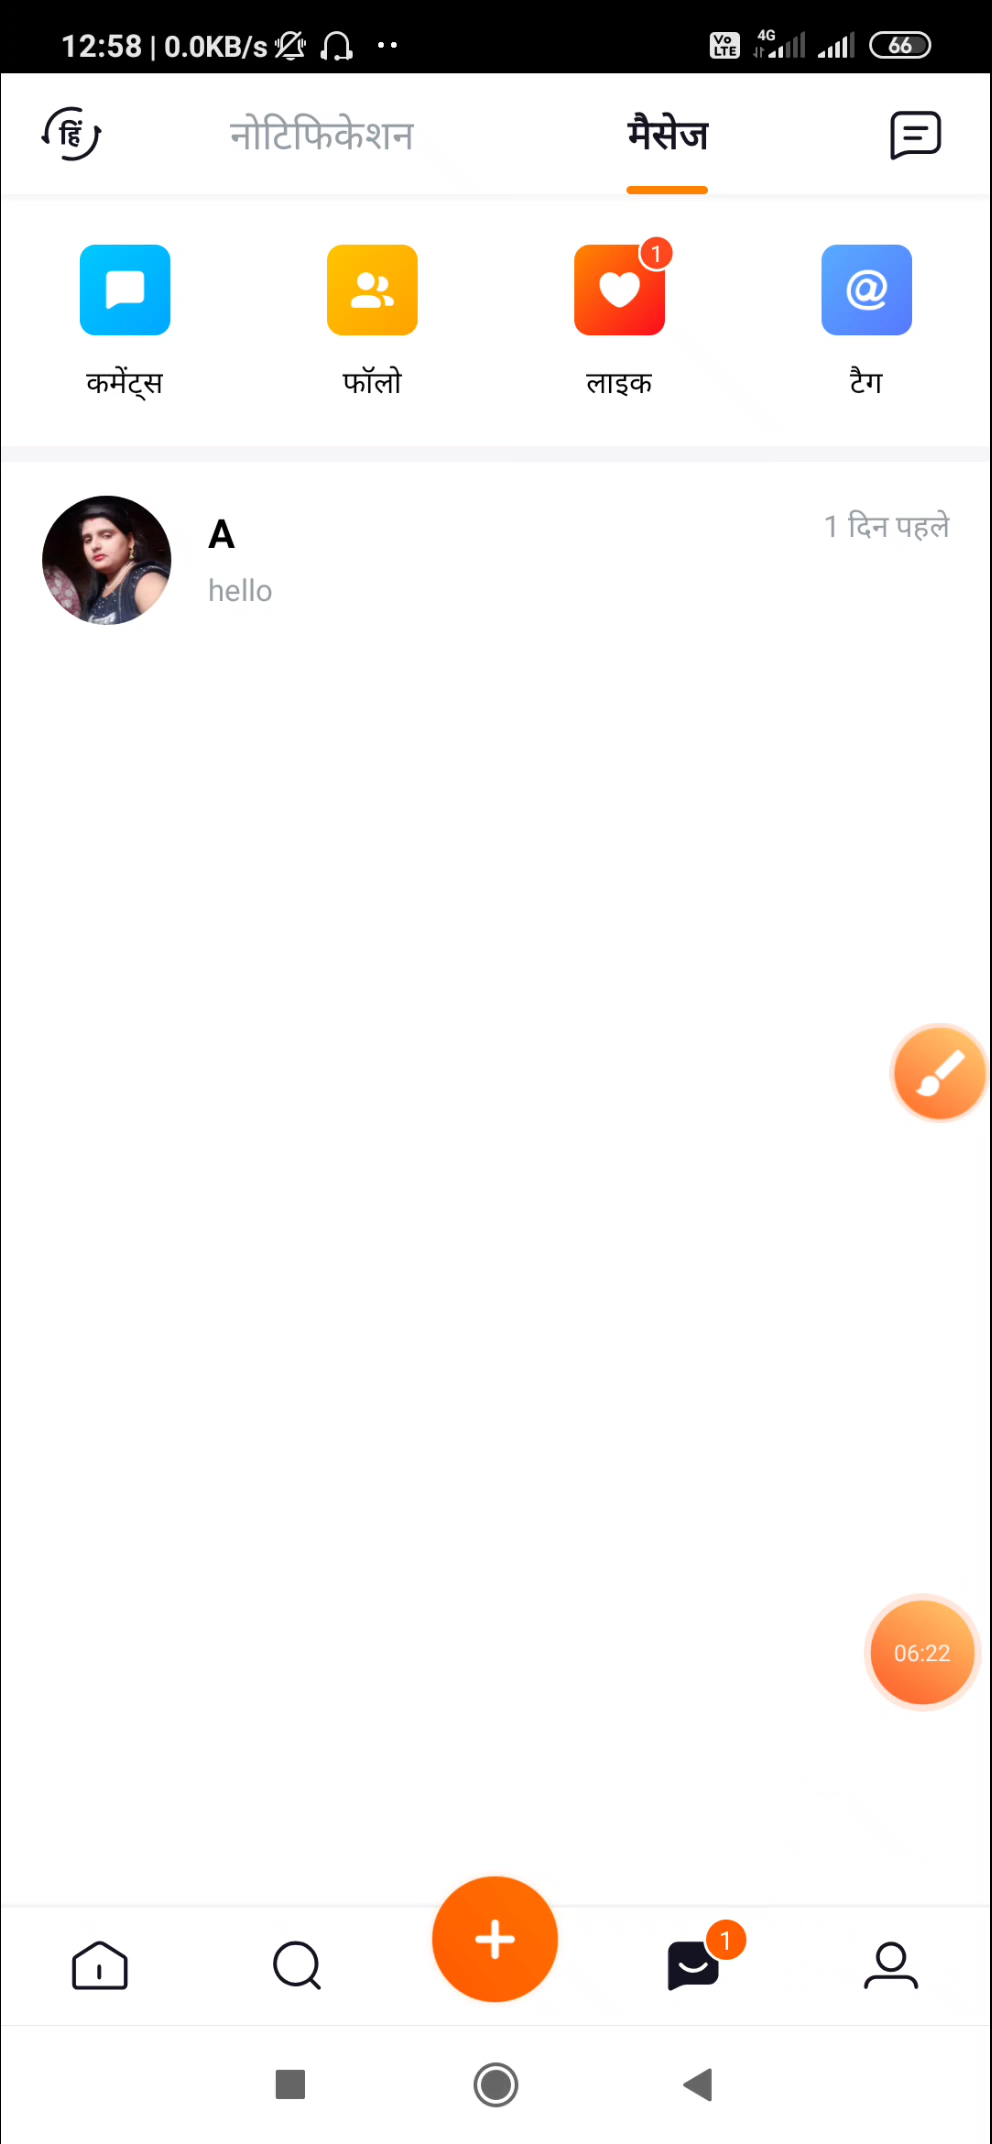 12:58 | 0.0KB/s
Vo LTE 4G 66
हिं नोटिफिकेशन मैसेज
1
कमेंट्स फॉलो लाइक टैग
A 1 दिन पहले
hello
06:22
1